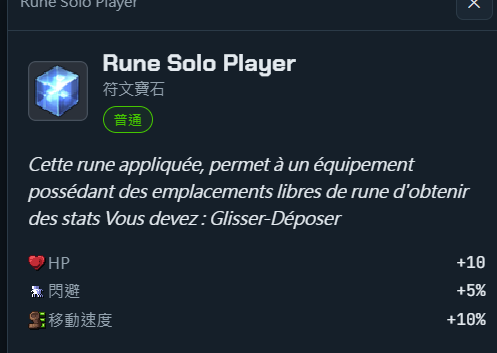 Rune Solo Player
Rune Solo Player
符文寶石
普通
Cette rune appliquée, permet à un équipement
possédant des emplacements libres de rune d'obtenir
des stats Vous devez : Glisser-Déposer
HP +10
閃避 +5%
移動速度 +10%